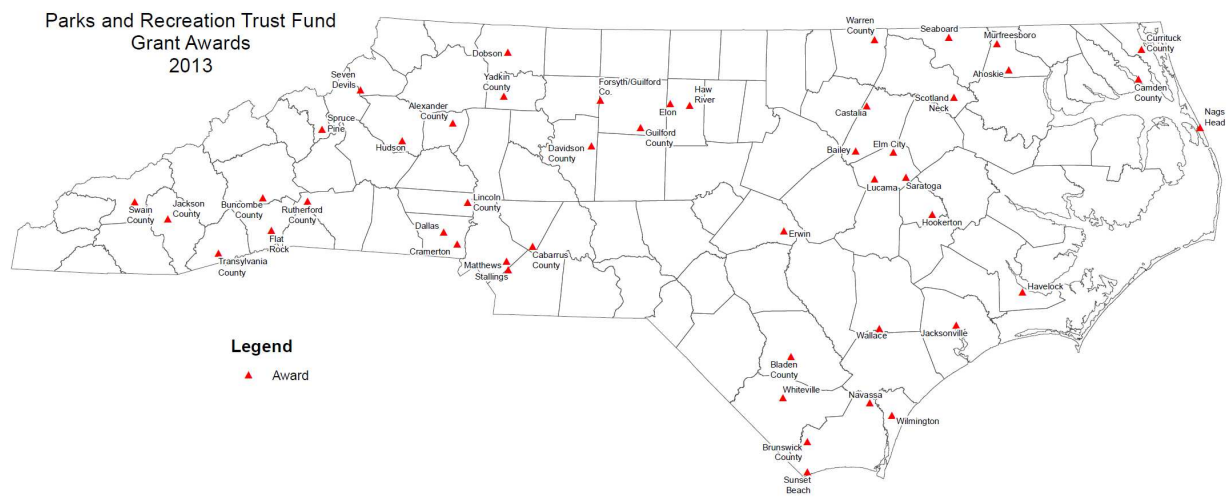 Parks and Recreation Trust Fund
Grant Awards
2013
Warren
County
Seaboard
Murfreesboro
Currituck
County
Dobson
Ahoskie
Seven
Devils
Yadkin
County
Forsyth/Guilford
Co.
Haw
River
Elon
Camden
County
Alexander
County
Castalia
Scotland
Neck
Nags
Head
Spruce
Pine
Hudson
Guilford
County
Davidson
County
Bailey
Elm City
Lucama
Saratoga
Swain
County
Jackson
County
Buncombe
County
Rutherford
County
Lincoln
County
Hookerton
Dallas
Erwin
Flat
Rock
Cramerton
Transylvania
County
Cabarrus
County
Matthews
Stallings
Havelock
Wallace
Jacksonville
Legend
Award
Bladen
County
Whiteville
Navassa
Wilmington
Brunswick
County
Sunset
Beach